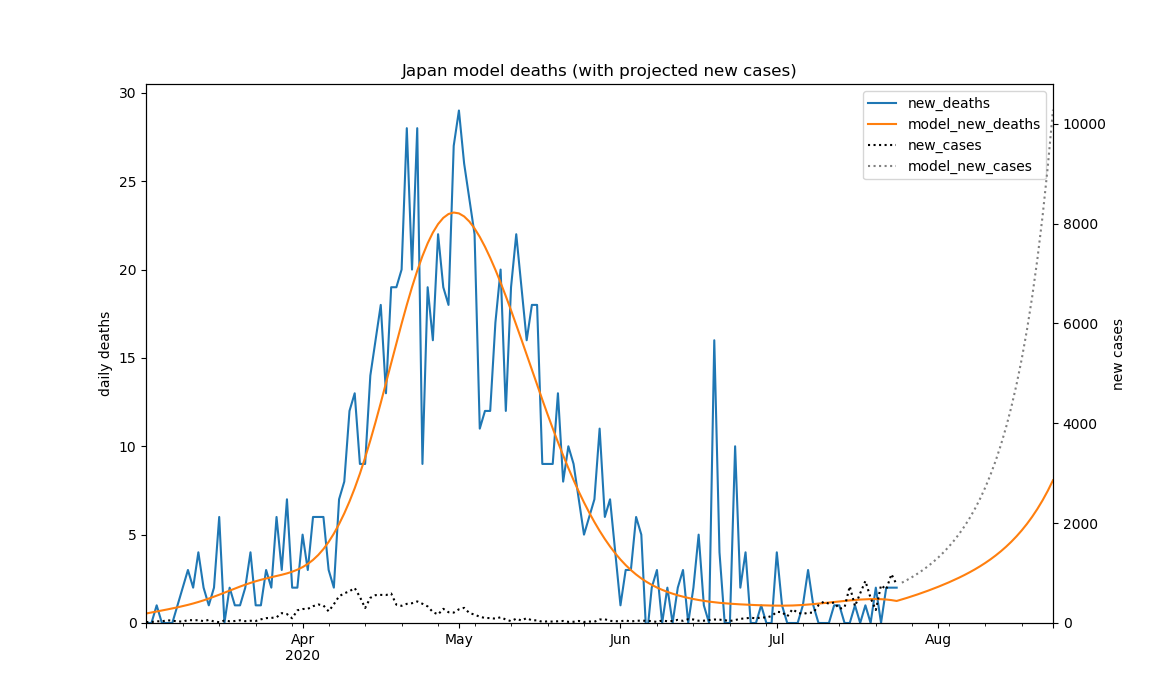 Japan model deaths (with projected new cases)
new_deaths
model_new_deaths
new_cases
model_new_cases
daily deaths
30
25
20
15
10
5
0
new cases
10000
8000
6000
4000
2000
0
Apr
2020
May
Jun
Jul
Aug